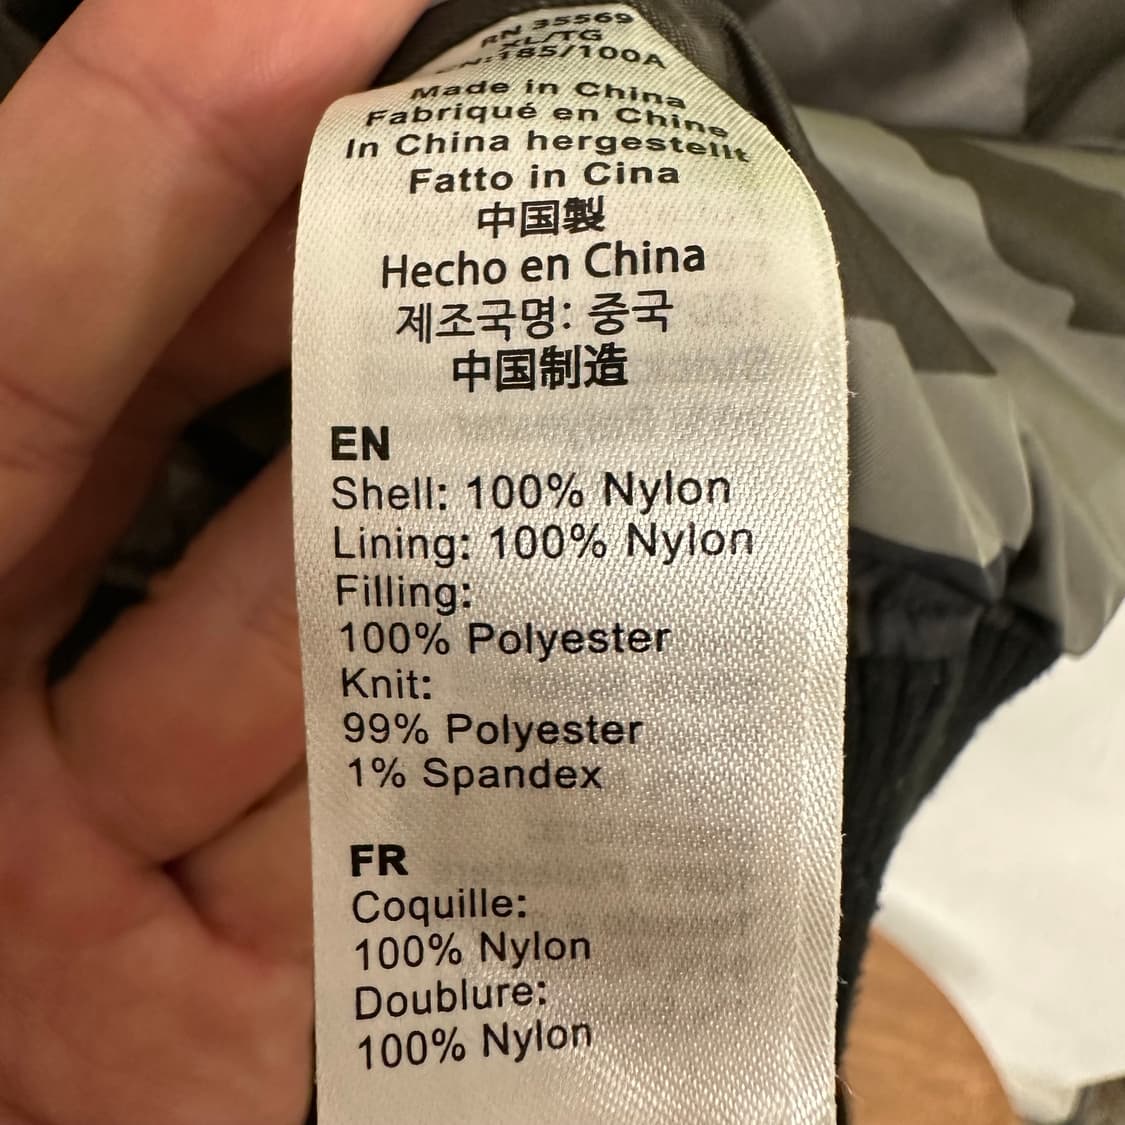 RN 35569
XL/TG
CN:185/100A
Made in China
Fabriqué en Chine
In China hergestellt
Fatto in Cina
中国製
Hecho en China
제조국명: 중국
中国制造
EN
Shell: 100% Nylon
Lining: 100% Nylon
Filling:
100% Polyester
Knit:
99% Polyester
1% Spandex
FR
Coquille:
100% Nylon
Doublure:
100% Nylon